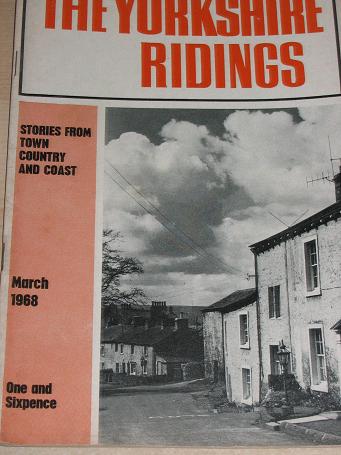 THE YORKSHIRE
RIDINGS
STORIES FROM
TOWN
COUNTRY
AND COAST
March
1968
One and
Sixpence